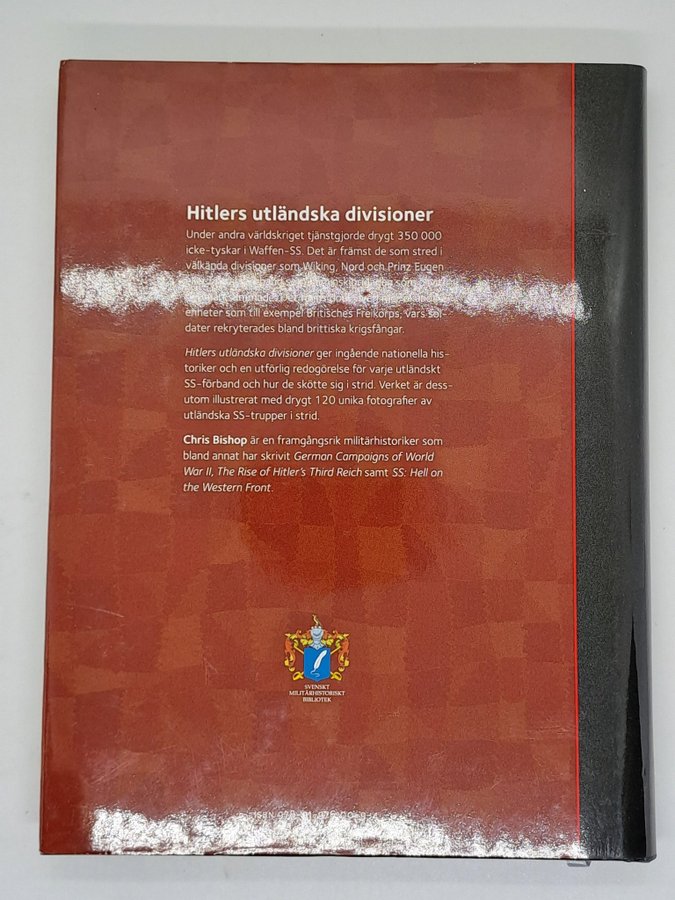 Hitlers utländska divisioner
Under andra världskriget tjänstgjorde drygt 350 000
icke-tyskar i Waffen-SS. Det är främst de som stred i
välkända divisioner som Wiking, Nord och Prinz Eugen
enheter som till exempel Britisches Freikorps, vars sol-
dater rekryterades bland brittiska krigsfångar.
Hitlers utländska divisioner ger ingående nationella his-
toriker och en utförlig redogörelse för varje utländskt
SS-förband och hur de skötte sig i strid. Verket är dess-
utom illustrerat med drygt 120 unika fotografier av
utländska SS-trupper i strid.
Chris Bishop är en framgångsrik militärhistoriker som
bland annat har skrivit German Campaigns of World
War II, The Rise of Hitler's Third Reich samt SS: Hell on
the Western Front.
SVENSKT
MILITÄRHISTORISKT
BIBLIOTEK
ISBN